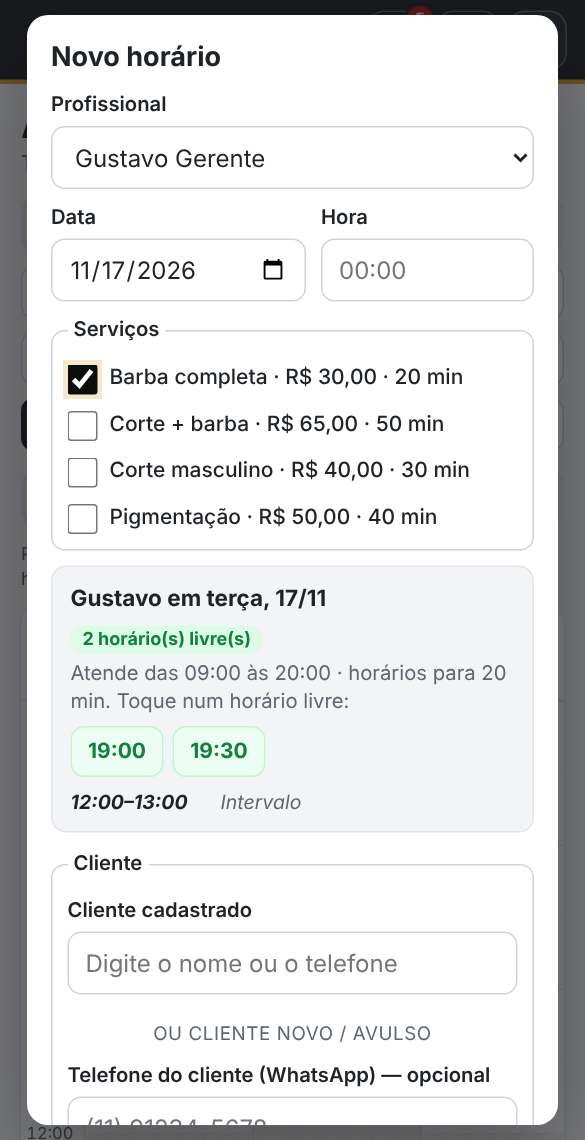 Novo horário
Profissional
Gustavo Gerente
Data
Hora
11/17/2026
00:00
Serviços
Barba completa · R$ 30,00 · 20 min
Corte + barba · R$ 65,00 · 50 min
Corte masculino · R$ 40,00 · 30 min
Pigmentação · R$ 50,00 · 40 min
Gustavo em terça, 17/11
2 horário(s) livre(s)
Atende das 09:00 às 20:00 · horários para 20
min. Toque num horário livre:
19:00
19:30
12:00–13:00 Intervalo
Cliente
Cliente cadastrado
Digite o nome ou o telefone
OU CLIENTE NOVO / AVULSO
Telefone do cliente (WhatsApp) — opcional
12:00